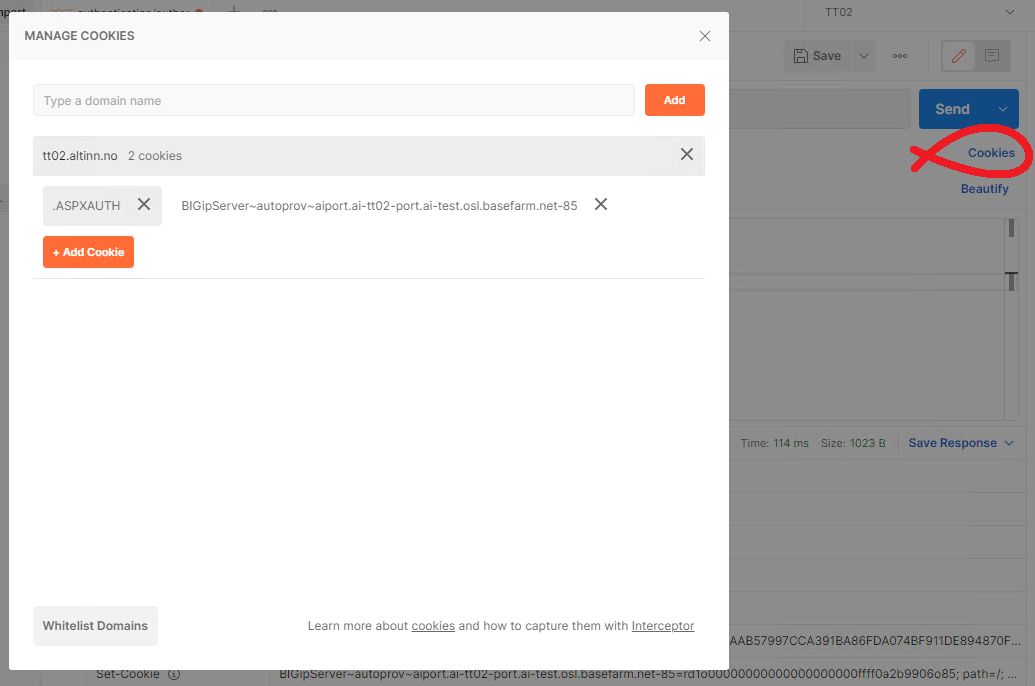 TT02
MANAGE COOKIES
Save
Type a domain name
Add
Send
tt02.altinn.no 2 cookies
Cookies
Beautify
.ASPXAUTH
BIGipServer~autoprov~aiport.ai-tt02-port.ai-test.osl.basefarm.net-85
+ Add Cookie
Time: 114 ms Size: 1023 B Save Response
Whitelist Domains
Learn more about cookies and how to capture them with Interceptor
AAB57997CCA391BA86FDA074BF911DE894870F...
Set-Cookie
BIGipServer~autoprov~aiport.ai-tt02-port.ai-test.osl.basefarm.net-85=rd1o00000000000000000000ffff0a2b9906o85; path=/; ...